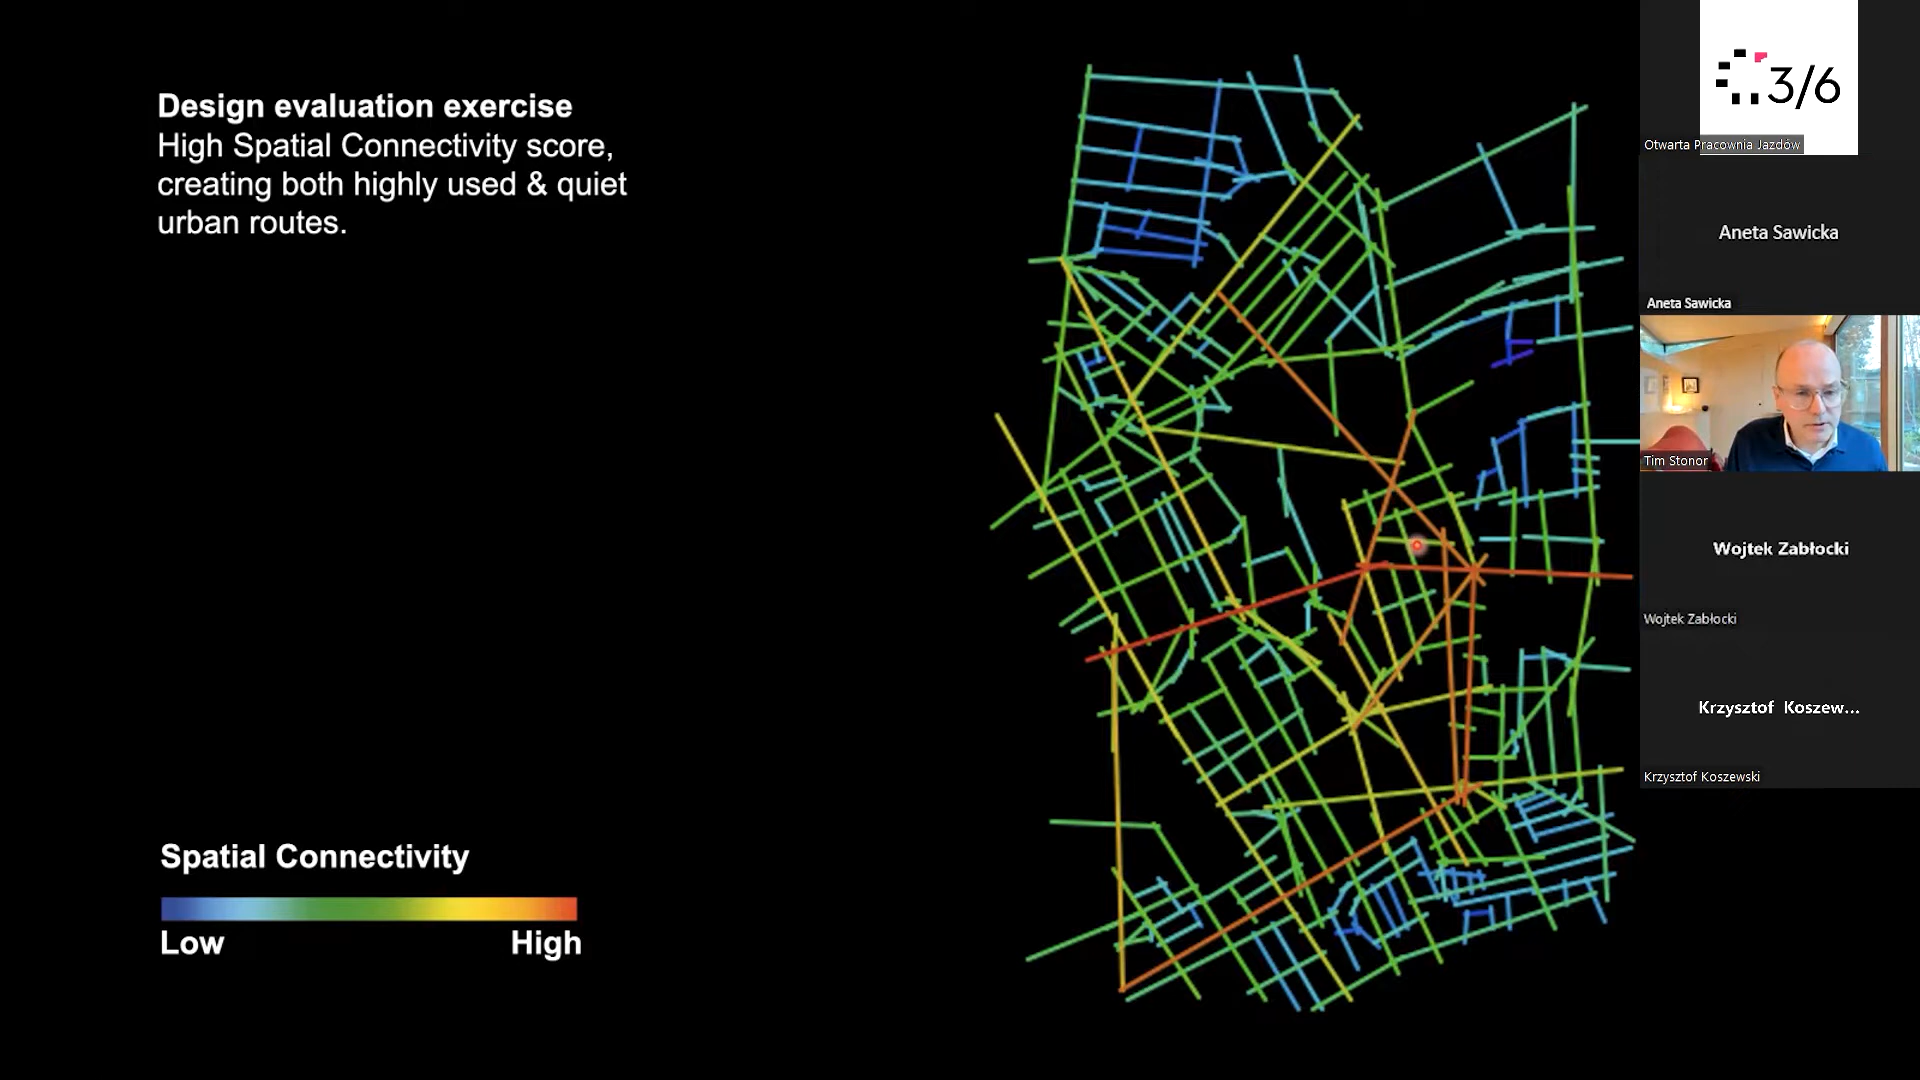 Design evaluation exercise
High Spatial Connectivity score,
creating both highly used & quiet
urban routes.
Spatial Connectivity
Low High
3/6
Otwarta Pracownia Jazdów
Aneta Sawicka
Aneta Sawicka
Tim Stonor
Wojtek Zabłocki
Wojtek Zabłocki
Krzysztof Koszew...
Krzysztof Koszewski